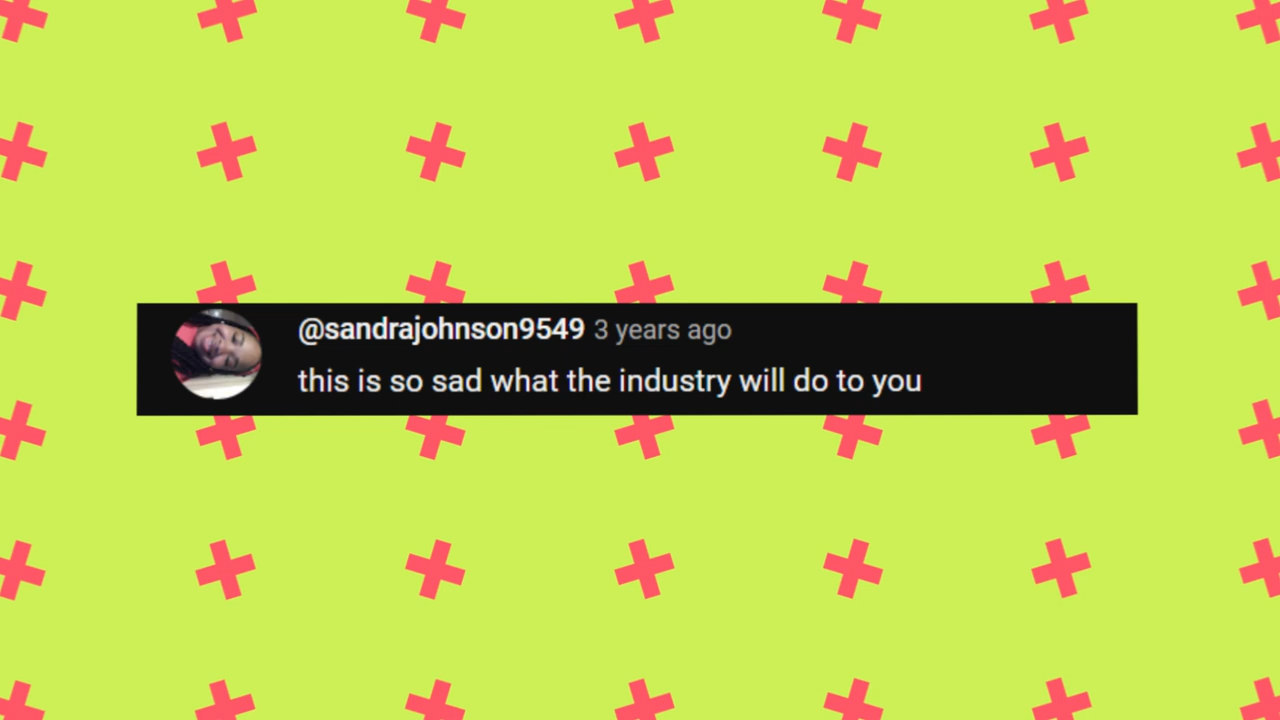 @sandrajohnson9549 3 years ago
this is so sad what the industry will do to you